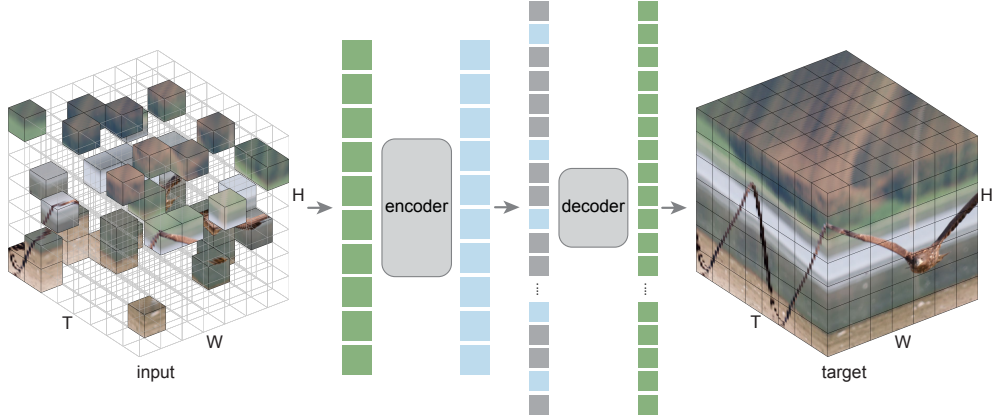 H
T
W
input
encoder
decoder
H
T
W
target